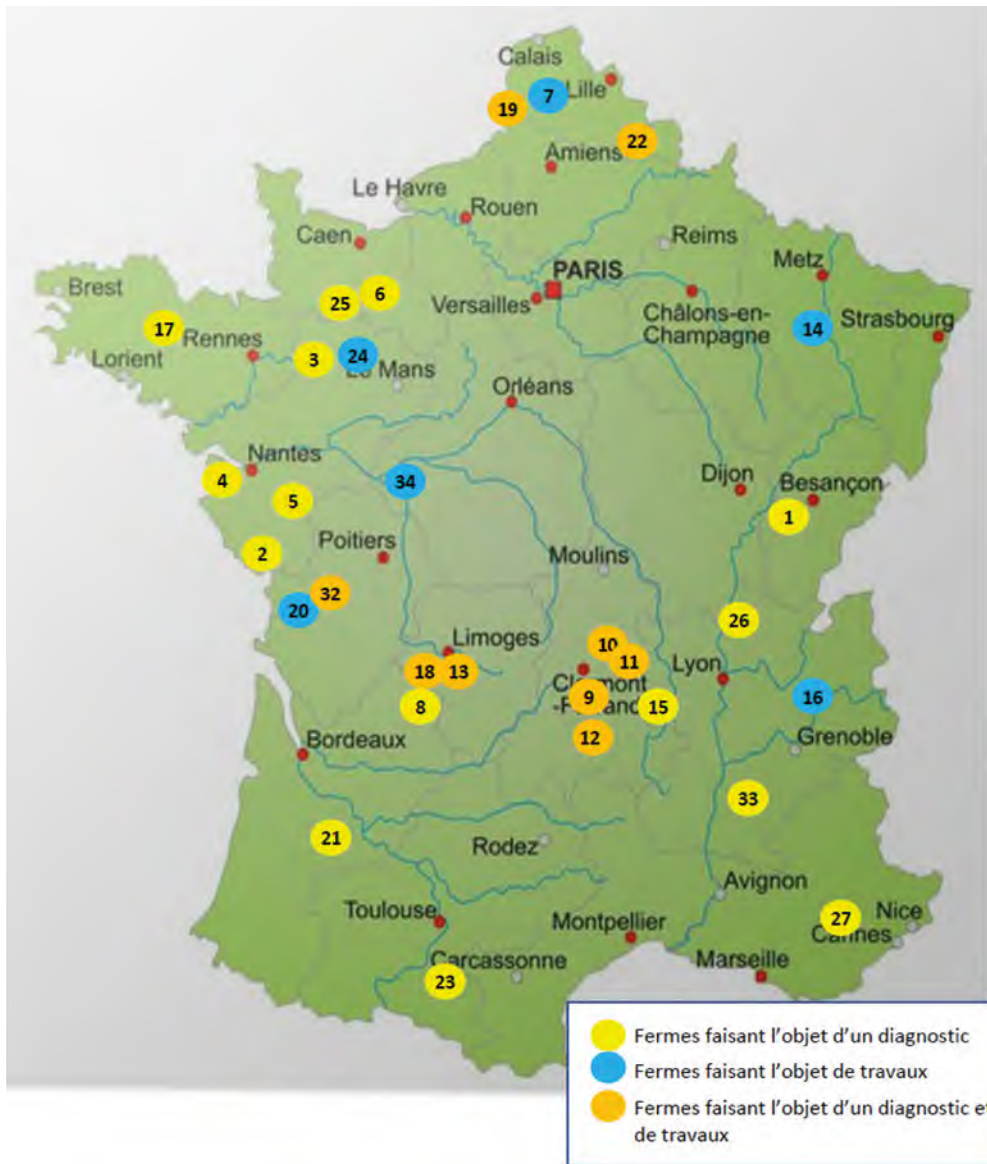 Calais
7
Lille
19
22
Amiens
Le Havre
Rouen
Caen
Reims
PARIS
Metz
Brest
25
6
Versailles
Châlons-en-
Champagne
14
Strasbourg
17
Rennes
3
24
Lorient
Le Mans
Orléans
Nantes
4
34
5
Dijon
Besançon
1
2
Poitiers
Moulins
20
32
26
Limoges
10
11
18
13
Lyon
Clermont
-Ferrand
9
15
16
8
12
Bordeaux
Grenoble
33
21
Rodez
Avignon
Toulouse
Montpellier
27
Nice
Cannes
Carcassonne
23
Marseille
Fermes faisant l'objet d'un diagnostic
Fermes faisant l'objet de travaux
Fermes faisant l'objet d'un diagnostic et
de travaux